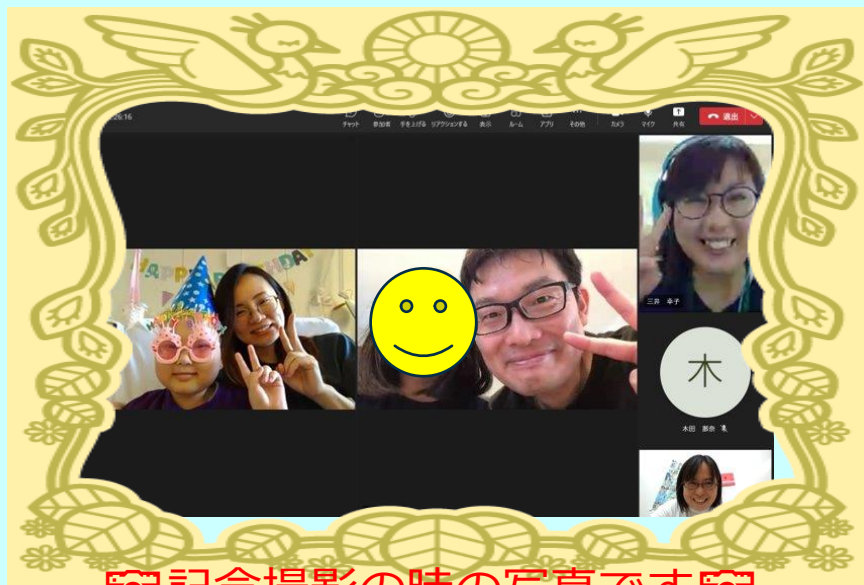 26:16
チャット 参加者 手を上げる リアクションする 表示 ルーム アプリ その他 カメラ マイク 共有 退出
HAPPY BIRTHDAY
三井 幸子
木
木田
記念撮影の時の写真です